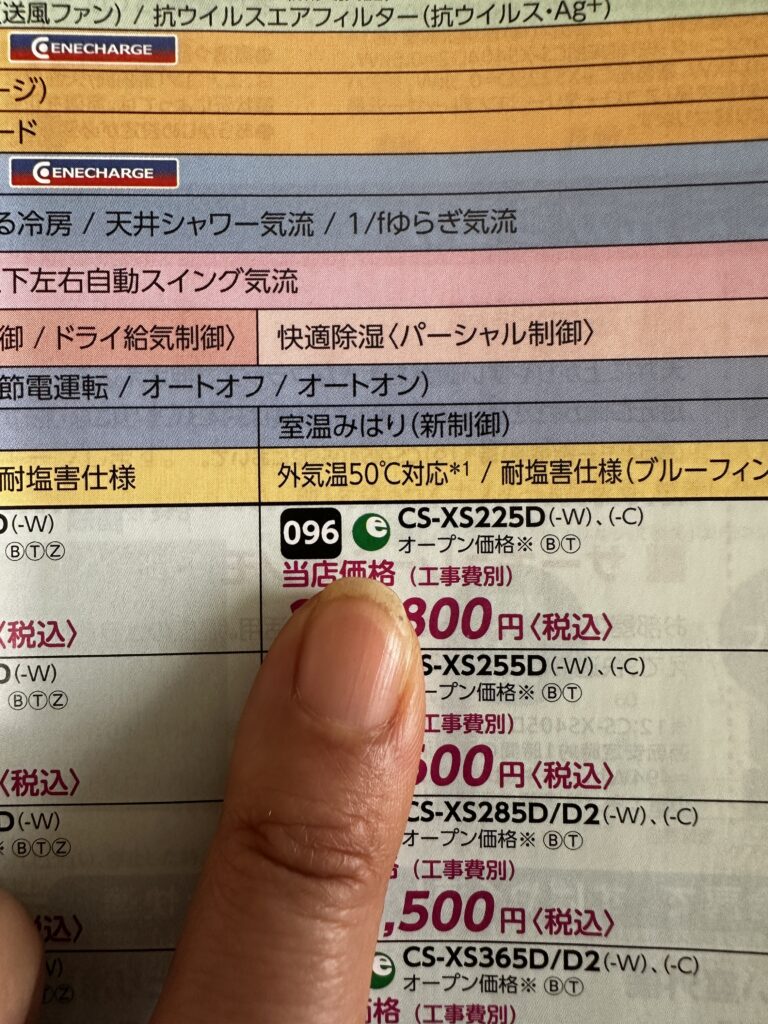 (送風ファン) / 抗ウイルスエアフィルター(抗ウイルス・Ag+)
ENECHARGE
ージ)
ード
ENECHARGE
る冷房 / 天井シャワー気流 / 1/fゆらぎ気流
下左右自動スイング気流
御 / ドライ給気制御〉
快適除湿〈パーシャル制御〉
節電運転 / オートオフ / オートオン)
室温みはり(新制御)
耐塩害仕様
外気温50℃対応*1 / 耐塩害仕様(ブルーフィン
D(-W)
ⒷⓉⓏ
〈税込〉
096 e CS-XS225D(-W)、(-C)
オープン価格※ ⒷⓉ
当店価格 (工事費別)
800円〈税込〉
D(-W)
ⒷⓉⓏ
〈税込〉
S-XS255D(-W)、(-C)
ープン価格※ ⒷⓉ
(工事費別)
500円〈税込〉
D(-W)
※ ⒷⓉⓏ
込〉
CS-XS285D/D2(-W)、(-C)
オープン価格※ ⒷⓉ
(工事費別)
,500円〈税込〉
e CS-XS365D/D2(-W)、(-C)
オープン価格※ ⒷⓉ
価格 (工事費別)